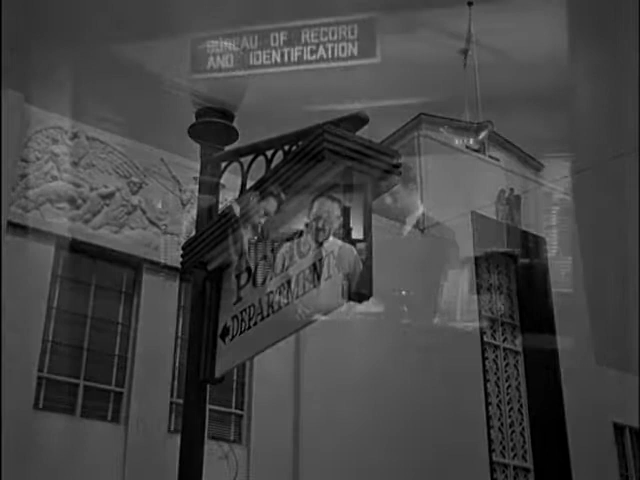 BUREAU OF RECORD
AND IDENTIFICATION
POLICE
DEPARTMENT